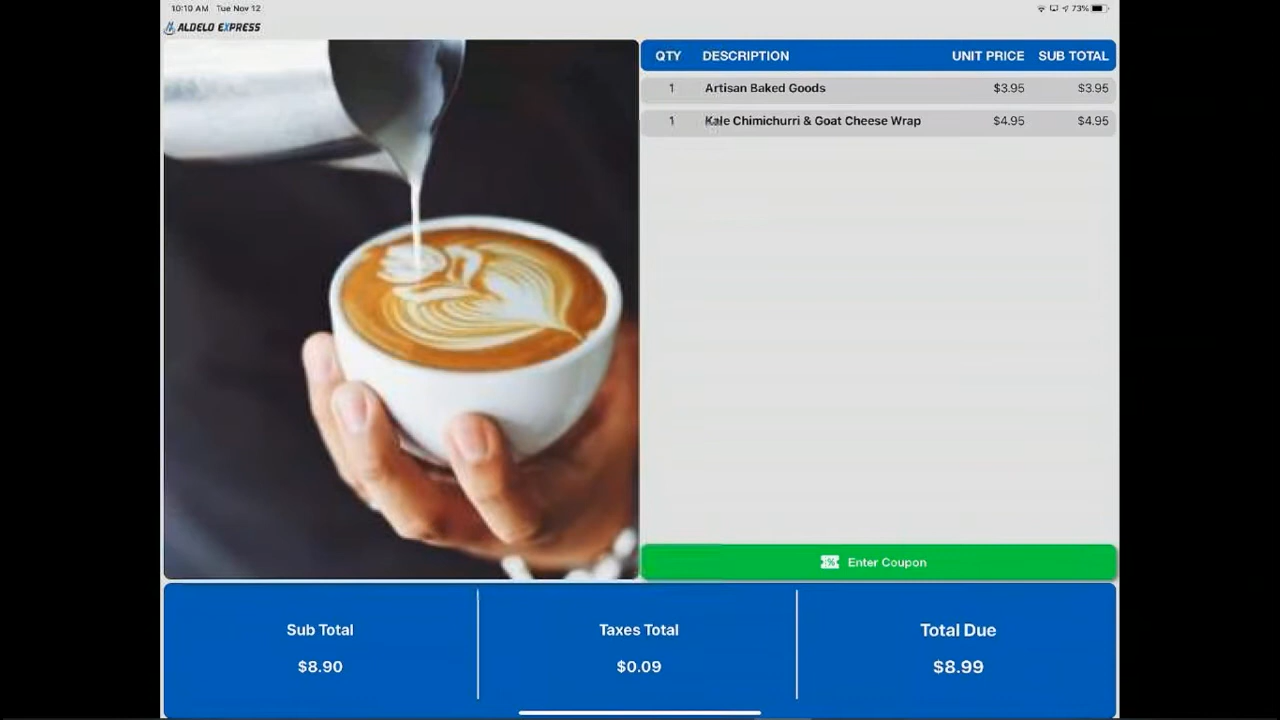 10:10 AM Tue Nov 12
73%
ALDELO EXPRESS
QTY DESCRIPTION UNIT PRICE SUB TOTAL
1 Artisan Baked Goods $3.95 $3.95
1 Kale Chimichurri & Goat Cheese Wrap $4.95 $4.95
% Enter Coupon
Sub Total Taxes Total Total Due
$8.90 $0.09 $8.99